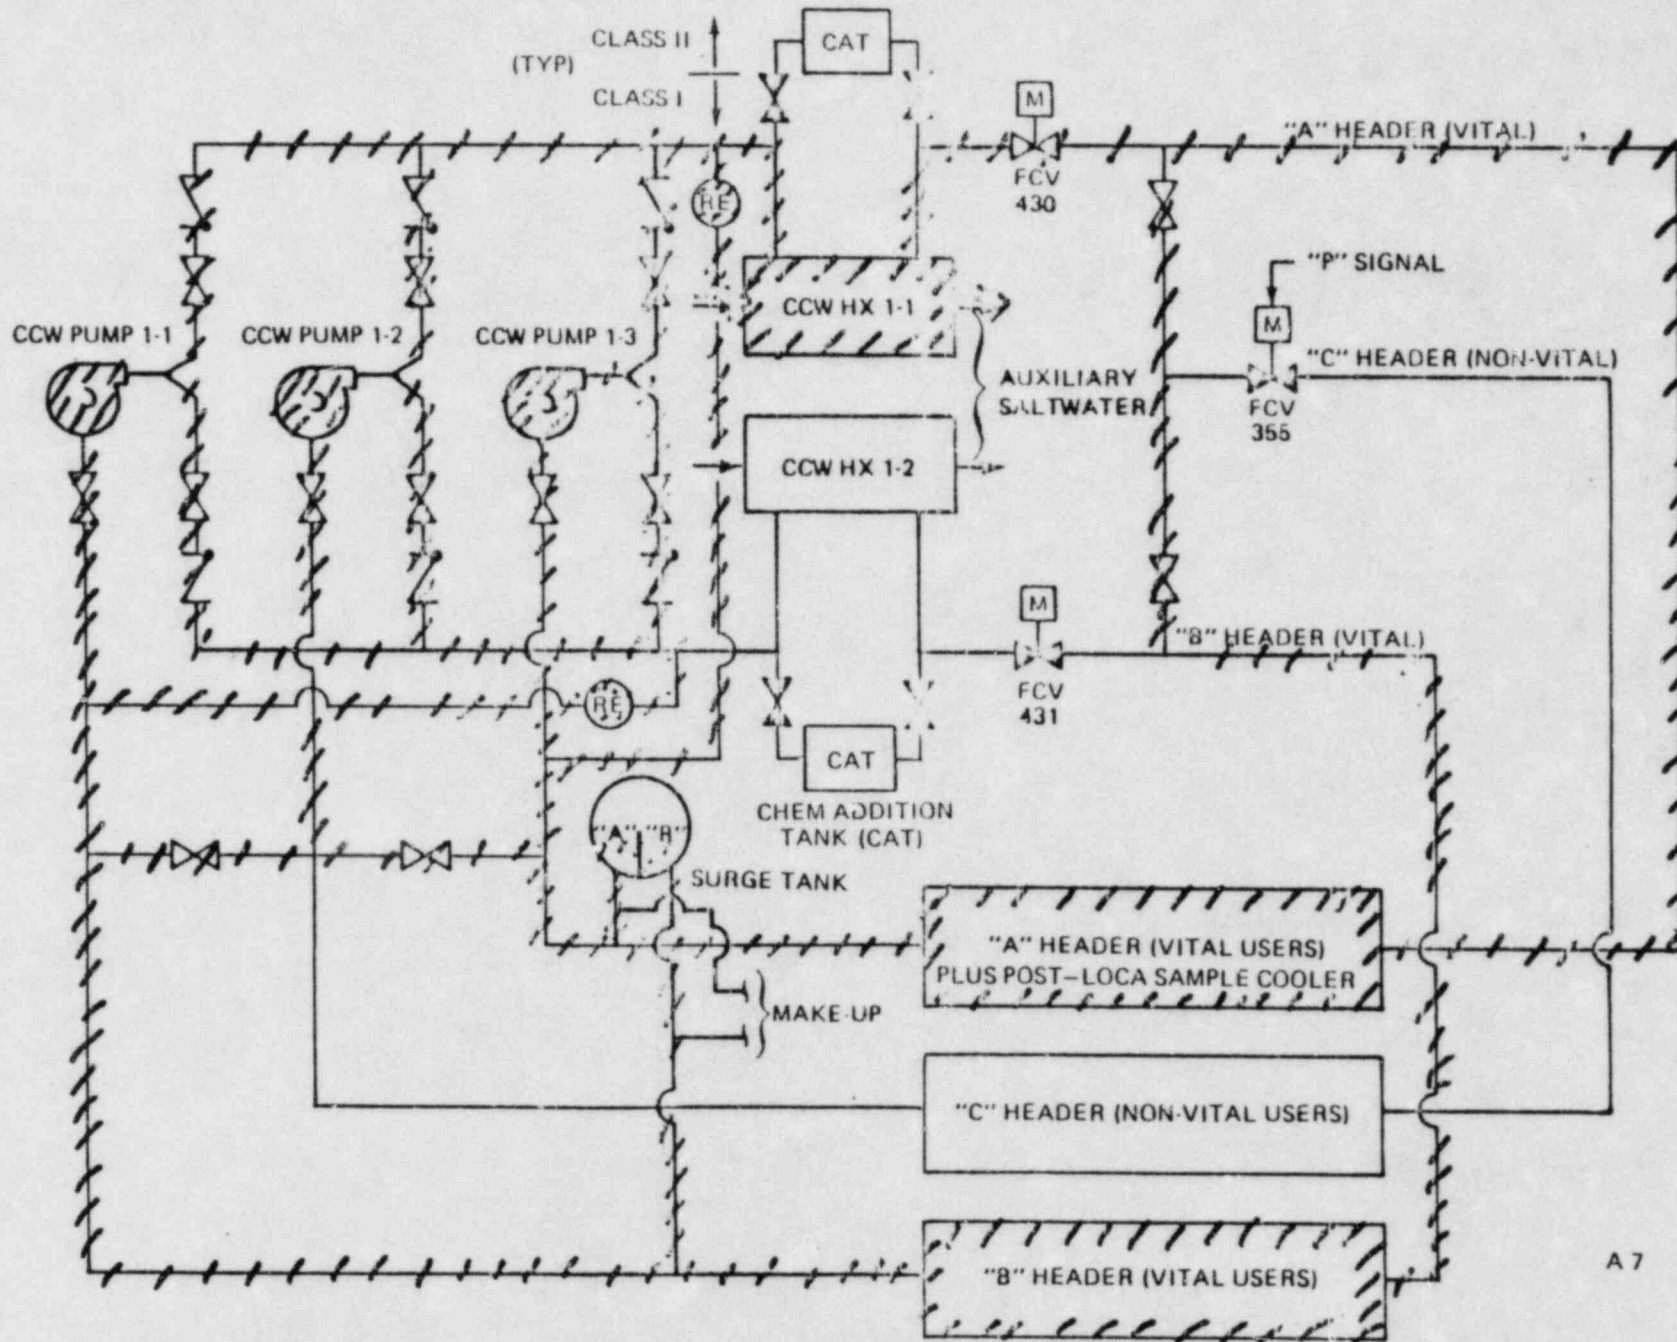 CLASS II
(TYP)
CLASS I
CAT
M
"A" HEADER (VITAL)
FCV
430
RE
"P" SIGNAL
M
CCW HX 1-1
CCW PUMP 1-1
CCW PUMP 1-2
CCW PUMP 1-3
"C" HEADER (NON-VITAL)
AUXILIARY
SALTWATER
FCV
355
CCW HX 1-2
M
"B" HEADER (VITAL)
FCV
431
RE
CAT
CHEM ADDITION
TANK (CAT)
"A" "B"
SURGE TANK
"A" HEADER (VITAL USERS)
PLUS POST-LOCA SAMPLE COOLER
MAKE-UP
"C" HEADER (NON-VITAL USERS)
"B" HEADER (VITAL USERS)
A 7